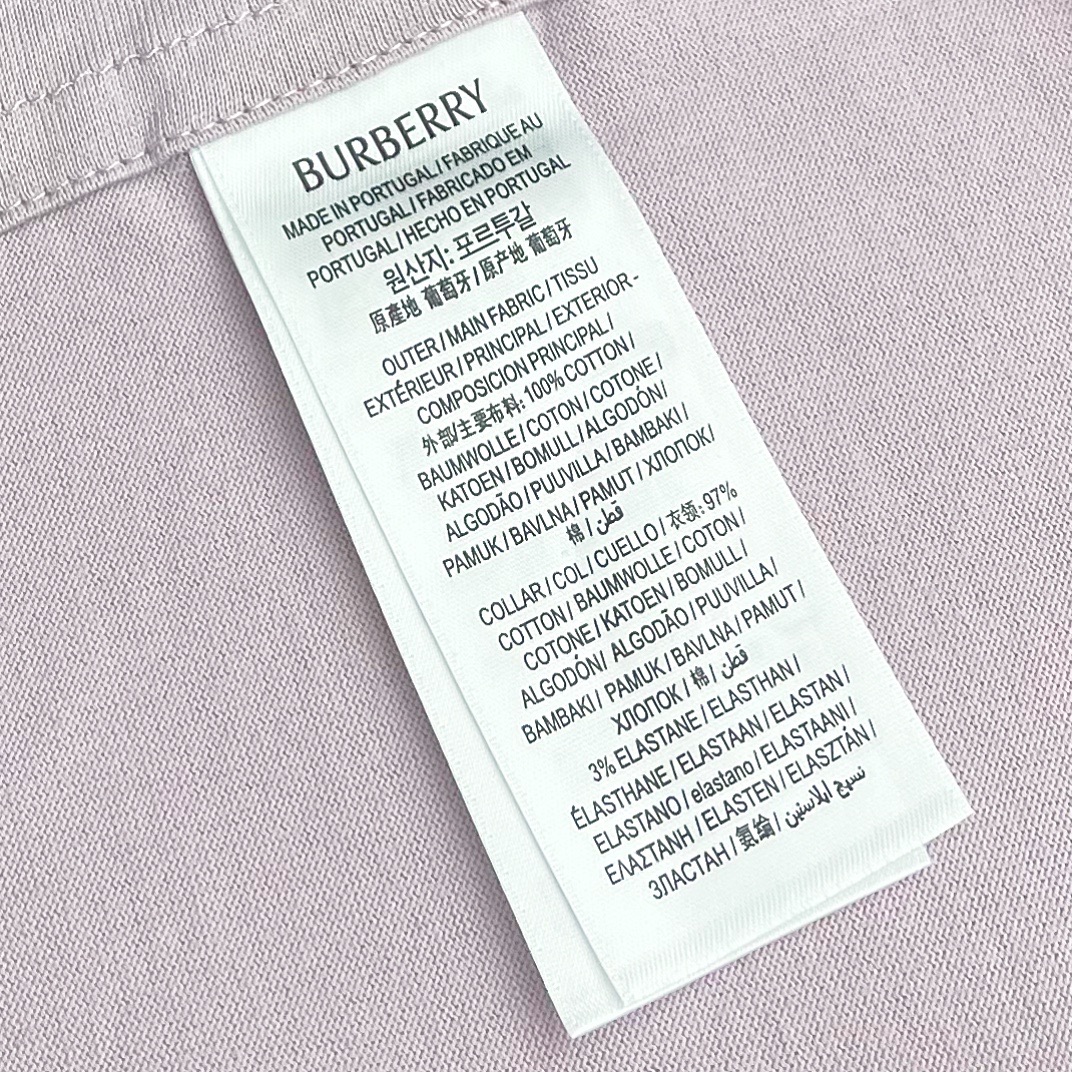 BURBERRY
MADE IN PORTUGAL / FABRIQUE AU
PORTUGAL / FABRICADO EM
PORTUGAL / HECHO EN PORTUGAL
원산지: 포르투갈
原產地 葡萄牙 / 原产地 葡萄牙
OUTER / MAIN FABRIC / TISSU
EXTÉRIEUR / PRINCIPAL / EXTERIOR -
COMPOSICION PRINCIPAL /
外部/主要布料: 100% COTTON /
BAUMWOLLE / COTON / COTONE /
KATOEN / BOMULL / ALGODÓN/
ALGODÃO / PUUVILLA / BAMBAKI /
PAMUK / BAVLNA / PAMUT / ХЛОПОК/
棉 / قطن
COLLAR / COL / CUELLO / 衣领: 97%
COTTON / BAUMWOLLE / COTON /
COTONE / KATOEN / BOMULL /
ALGODÓN/ ALGODÃO / PUUVILLA /
BAMBAKI / PAMUK / BAVLNA / PAMUT /
ХЛОПОК / 棉 / قطن
3% ELASTANE / ELASTHAN /
ÉLASTHANE / ELASTAAN / ELASTAN /
ELASTANO / elastano / ELASTAANI /
ΕΛΑΣΤΑΝΗ / ELASTEN / ELASZTÁN /
ЭЛАСТАН / 氨纶 / نسيج ايلاستين